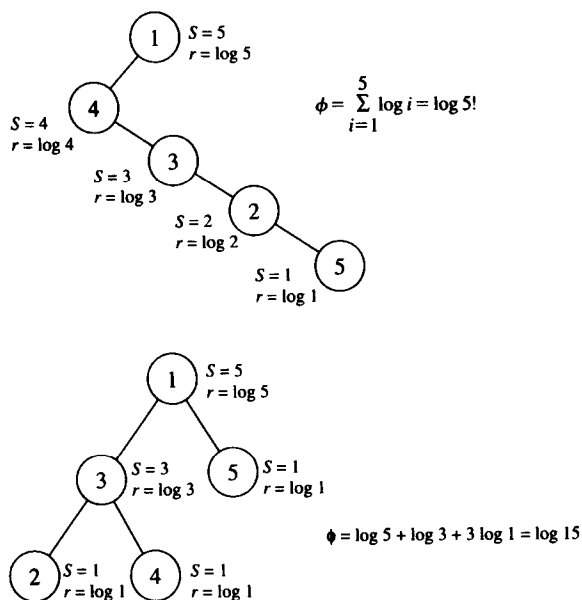 1
S = 5
r = log 5
4
S = 4
r = log 4
3
S = 3
r = log 3
2
S = 2
r = log 2
5
S = 1
r = log 1
5
ϕ = Σ log i = log 5!
i=1
1
S = 5
r = log 5
3
S = 3
r = log 3
5
S = 1
r = log 1
2
S = 1
r = log 1
4
S = 1
r = log 1
ϕ = log 5 + log 3 + 3 log 1 = log 15